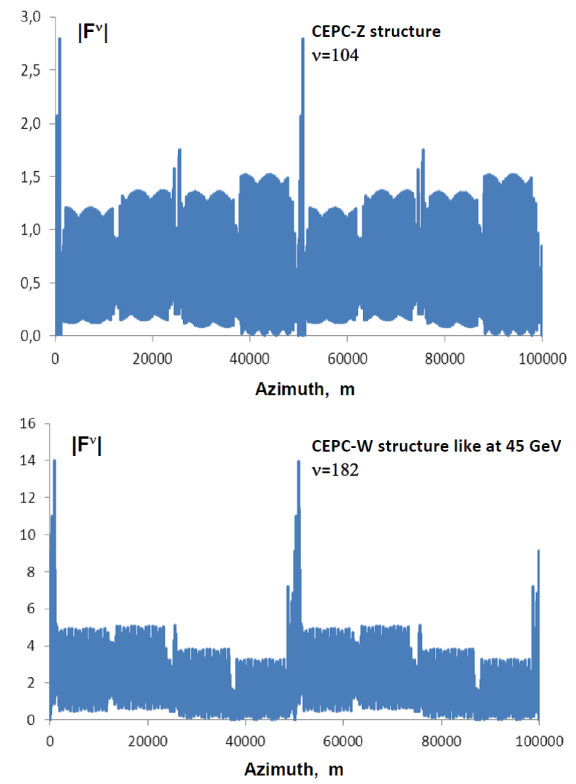 3,0
|Fᵛ|
CEPC-Z structure
ν=104
2,5
2,0
1,5
1,0
0,5
0,0
0 20000 40000 60000 80000 100000
Azimuth, m
16
|Fᵛ|
CEPC-W structure like at 45 GeV
ν=182
14
12
10
8
6
4
2
0
0 20000 40000 60000 80000 100000
Azimuth, m